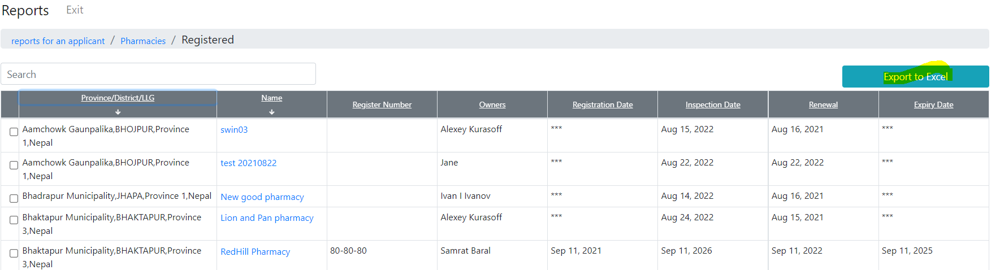 Reports Exit
reports for an applicant / Pharmacies / Registered
Search
Export to Excel
Province/District/LLG Name Register Number Owners Registration Date Inspection Date Renewal Expiry Date
Aamchowk Gaunpalika,BHOJPUR,Province swin03 Alexey Kurasoff *** Aug 15, 2022 Aug 16, 2021 ***
1,Nepal
Aamchowk Gaunpalika,BHOJPUR,Province test 20210822 Jane *** Aug 22, 2022 Aug 22, 2022 ***
1,Nepal
Bhadrapur Municipality,JHAPA,Province 1,Nepal New good pharmacy Ivan I Ivanov *** Aug 14, 2022 Aug 16, 2021 ***
Bhaktapur Municipality,BHAKTAPUR,Province Lion and Pan pharmacy Alexey Kurasoff *** Aug 24, 2022 Aug 15, 2021 ***
3,Nepal
Bhaktapur Municipality,BHAKTAPUR,Province RedHill Pharmacy 80-80-80 Samrat Baral Sep 11, 2021 Sep 11, 2026 Sep 11, 2022 Sep 11, 2025
3,Nepal